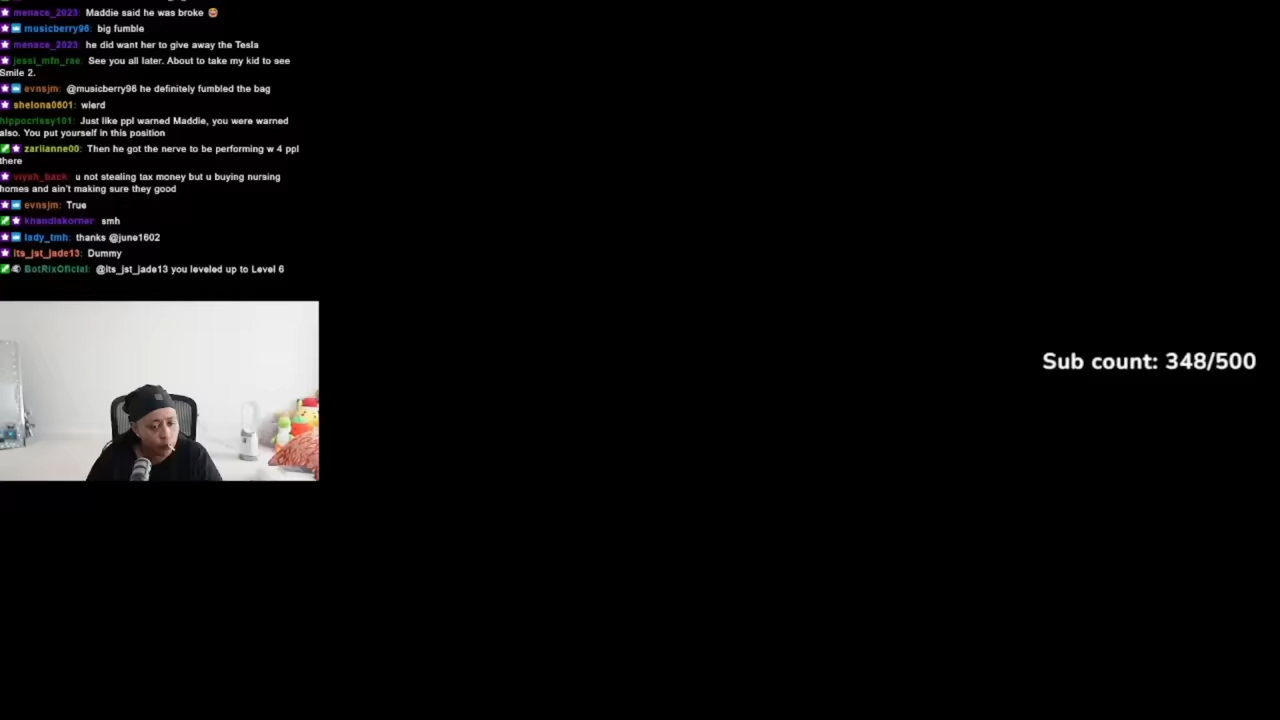 menace_2023: Maddie said he was broke
musicberry96: big fumble
menace_2023: he did want her to give away the Tesla
jessi_mfn_rae: See you all later. About to take my kid to see
Smile 2.
evnsjm: @musicberry96 he definitely fumbled the bag
shelona0601: wierd
hippocrissy101: Just like ppl warned Maddie, you were warned
also. You put yourself in this position
zariianne00: Then he got the nerve to be performing w 4 ppl
there
u not stealing tax money but u buying nursing
homes and ain't making sure they good
evnsjm: True
khandiskorner: smh
lady_tmh: thanks @june1602
its_jst_jade13: Dummy
BotRixOficial: @its_jst_jade13 you leveled up to Level 6
Sub count: 348/500